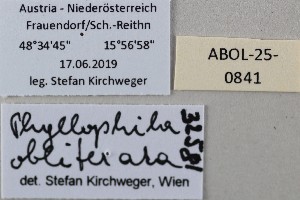 Austria - Niederösterreich
Frauendorf/Sch.-Reithn
48°34'45" 15°56'58"
17.06.2019
leg. Stefan Kirchweger
ABOL-25-
0841
Phyllophila
obliterata
det. Stefan Kirchweger, Wien